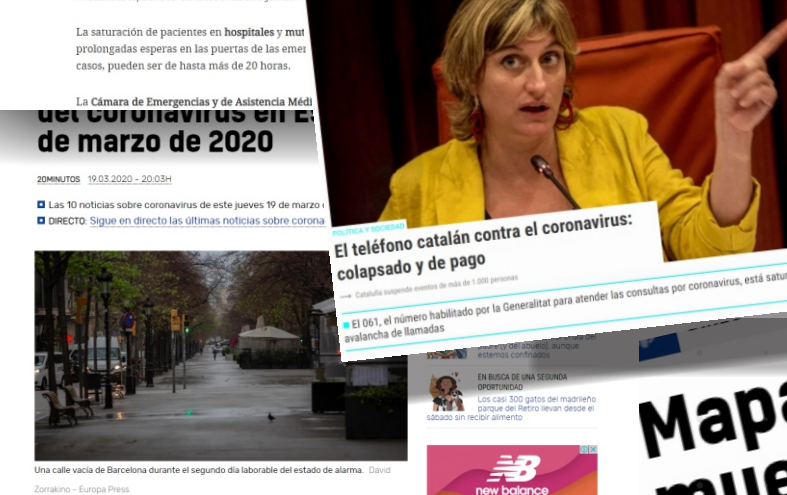 La saturación de pacientes en hospitales y mut
prolongadas esperas en las puertas de las emer
casos, pueden ser de hasta más de 20 horas.
La Cámara de Emergencias y de Asistencia Médi
del coronavirus en Es
de marzo de 2020
20MINUTOS 19.03.2020 - 20:03H
Las 10 noticias sobre coronavirus de este jueves 19 de marzo
DIRECTO: Sigue en directo las últimas noticias sobre corona
Una calle vacía de Barcelona durante el segundo día laborable del estado de alarma. David
Zorrakino – Europa Press
POLÍTICA Y SOCIEDAD
El teléfono catalán contra el coronavirus:
colapsado y de pago
Cataluña suspende eventos de más de 1.000 personas
El 061, el número habilitado por la Generalitat para atender las consultas por coronavirus, está satur
avalancha de llamadas
del abuelo), aunque
estemos confinados
EN BUSCA DE UNA SEGUNDA
OPORTUNIDAD
Los casi 300 gatos del madrileño
parque del Retiro llevan desde el
sábado sin recibir alimento
NB
new balance
Mapa
mue